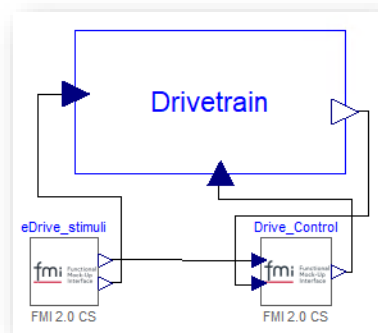 Drivetrain
eDrive_stimuli
Drive_Control
fmi Functional Mock-Up Interface
fmi Functional Mock-Up Interface
FMI 2.0 CS
FMI 2.0 CS